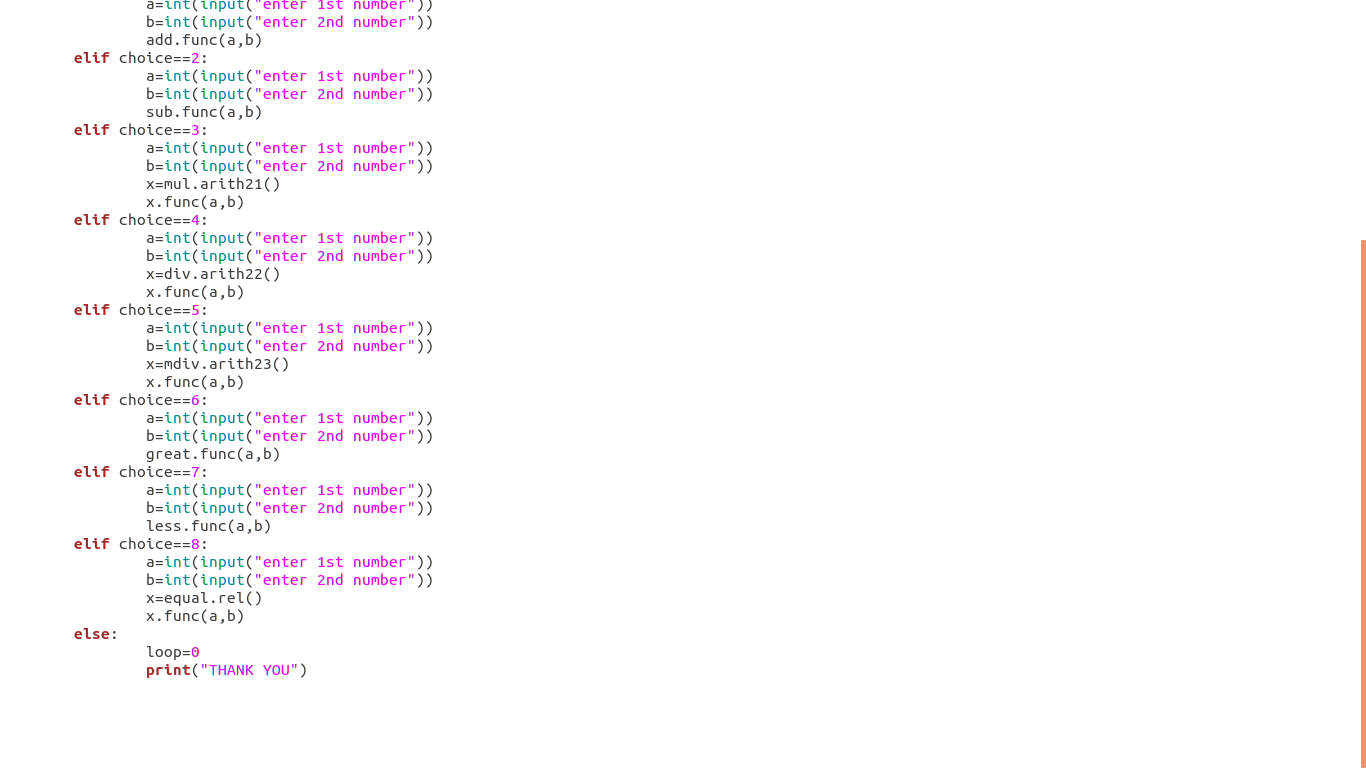 a=int(input("enter 1st number"))
b=int(input("enter 2nd number"))
add.func(a,b)
elif choice==2:
a=int(input("enter 1st number"))
b=int(input("enter 2nd number"))
sub.func(a,b)
elif choice==3:
a=int(input("enter 1st number"))
b=int(input("enter 2nd number"))
x=mul.arith21()
x.func(a,b)
elif choice==4:
a=int(input("enter 1st number"))
b=int(input("enter 2nd number"))
x=div.arith22()
x.func(a,b)
elif choice==5:
a=int(input("enter 1st number"))
b=int(input("enter 2nd number"))
x=mdiv.arith23()
x.func(a,b)
elif choice==6:
a=int(input("enter 1st number"))
b=int(input("enter 2nd number"))
great.func(a,b)
elif choice==7:
a=int(input("enter 1st number"))
b=int(input("enter 2nd number"))
less.func(a,b)
elif choice==8:
a=int(input("enter 1st number"))
b=int(input("enter 2nd number"))
x=equal.rel()
x.func(a,b)
else:
loop=0
print("THANK YOU")